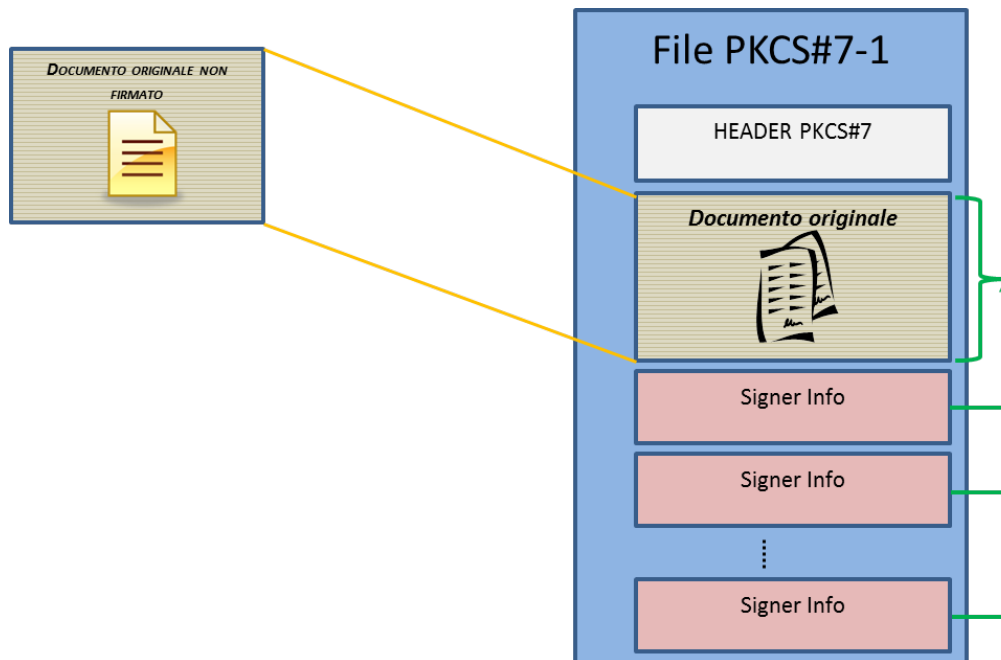 DOCUMENTO ORIGINALE NON
FIRMATO
File PKCS#7-1
HEADER PKCS#7
Documento originale
Signer Info
Signer Info
Signer Info